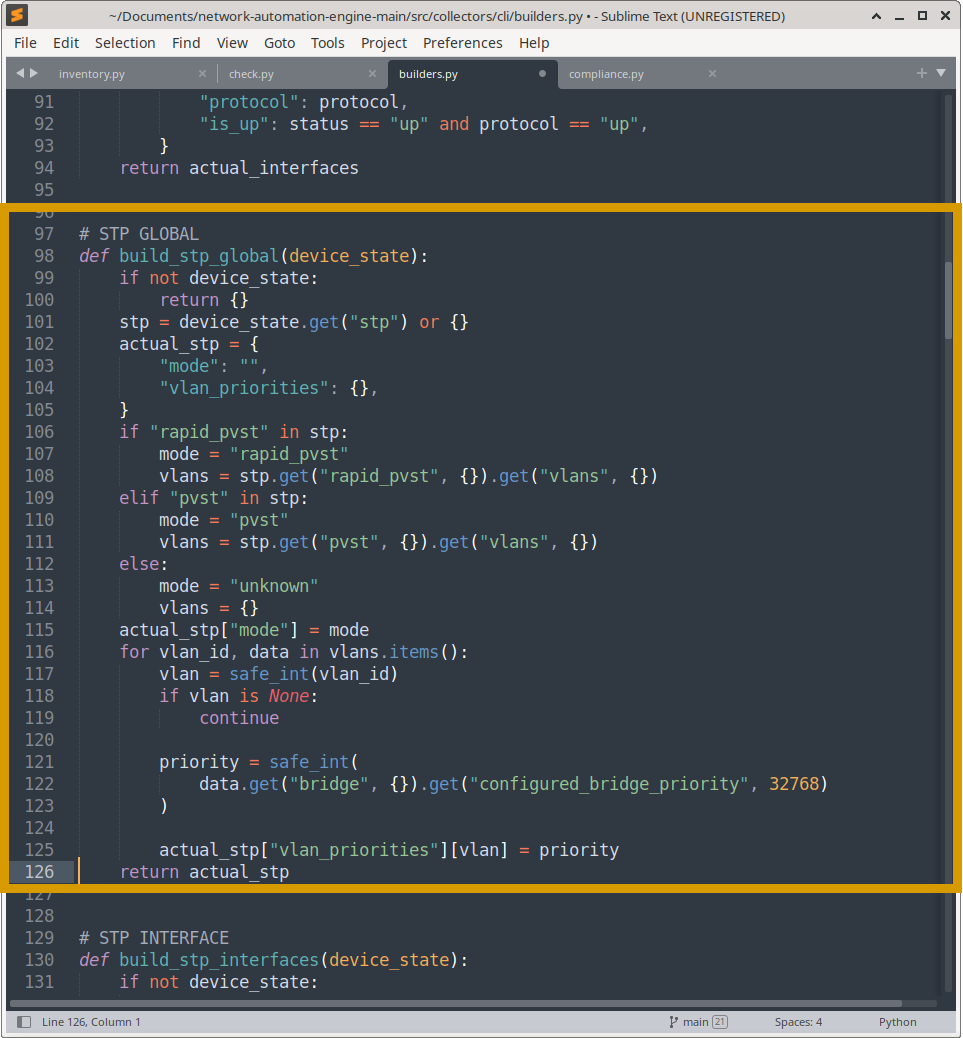 ~/Documents/network-automation-engine-main/src/collectors/cli/builders.py • - Sublime Text (UNREGISTERED)
File Edit Selection Find View Goto Tools Project Preferences Help
inventory.py check.py builders.py compliance.py
91             "protocol": protocol,
92             "is_up": status == "up" and protocol == "up",
93         }
94     return actual_interfaces
95
96
97 # STP GLOBAL
98 def build_stp_global(device_state):
99     if not device_state:
100         return {}
101     stp = device_state.get("stp") or {}
102     actual_stp = {
103         "mode": "",
104         "vlan_priorities": {},
105     }
106     if "rapid_pvst" in stp:
107         mode = "rapid_pvst"
108         vlans = stp.get("rapid_pvst", {}).get("vlans", {})
109     elif "pvst" in stp:
110         mode = "pvst"
111         vlans = stp.get("pvst", {}).get("vlans", {})
112     else:
113         mode = "unknown"
114         vlans = {}
115     actual_stp["mode"] = mode
116     for vlan_id, data in vlans.items():
117         vlan = safe_int(vlan_id)
118         if vlan is None:
119             continue
120
121         priority = safe_int(
122             data.get("bridge", {}).get("configured_bridge_priority", 32768)
123         )
124
125         actual_stp["vlan_priorities"][vlan] = priority
126     return actual_stp
127
128
129 # STP INTERFACE
130 def build_stp_interfaces(device_state):
131     if not device_state:
Line 126, Column 1 main 21 Spaces: 4 Python